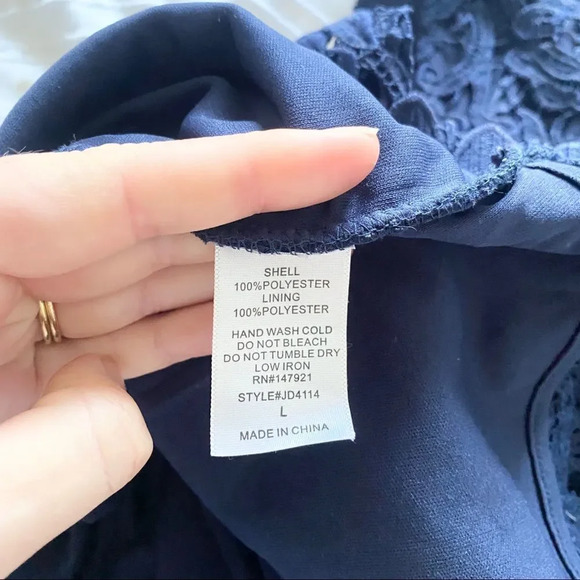 SHELL
100%POLYESTER
LINING
100%POLYESTER
HAND WASH COLD
DO NOT BLEACH
DO NOT TUMBLE DRY
LOW IRON
RN#147921
STYLE#JD4114
L
MADE IN CHINA